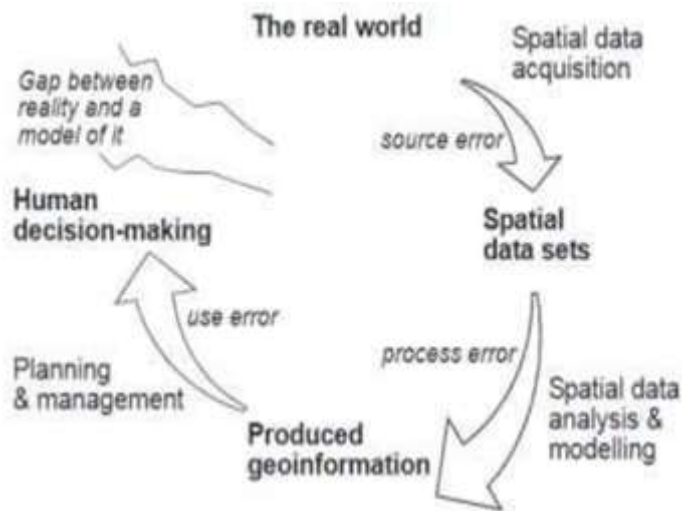 The real world
Spatial data
acquisition
Gap between
reality and a
model of it
source error
Human
decision-making
Spatial
data sets
use error
process error
Planning
& management
Spatial data
analysis &
modelling
Produced
geoinformation